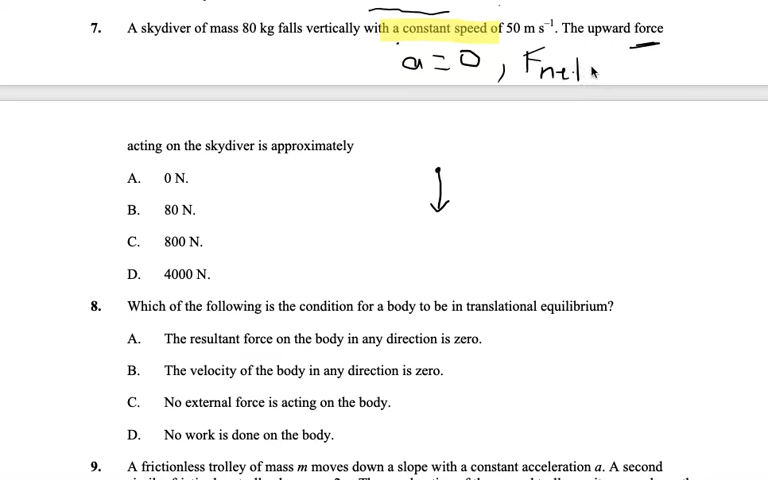 7. A skydiver of mass 80 kg falls vertically with a constant speed of 50 m s⁻¹. The upward force
a = 0, Fnet
acting on the skydiver is approximately
A. 0 N.
B. 80 N.
C. 800 N.
D. 4000 N.
8. Which of the following is the condition for a body to be in translational equilibrium?
A. The resultant force on the body in any direction is zero.
B. The velocity of the body in any direction is zero.
C. No external force is acting on the body.
D. No work is done on the body.
9. A frictionless trolley of mass m moves down a slope with a constant acceleration a. A second